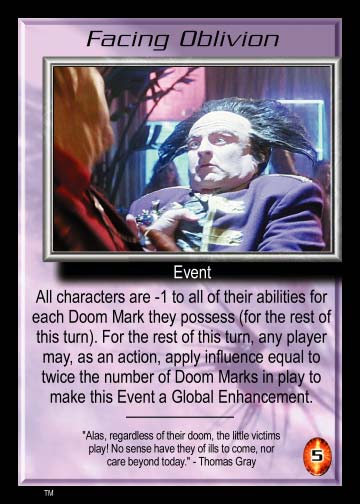 Facing Oblivion
Event
All characters are -1 to all of their abilities for
each Doom Mark they possess (for the rest of
this turn). For the rest of this turn, any player
may, as an action, apply influence equal to
twice the number of Doom Marks in play to
make this Event a Global Enhancement.
"Alas, regardless of their doom, the little victims
play! No sense have they of ills to come, nor
care beyond today." - Thomas Gray
5
TM